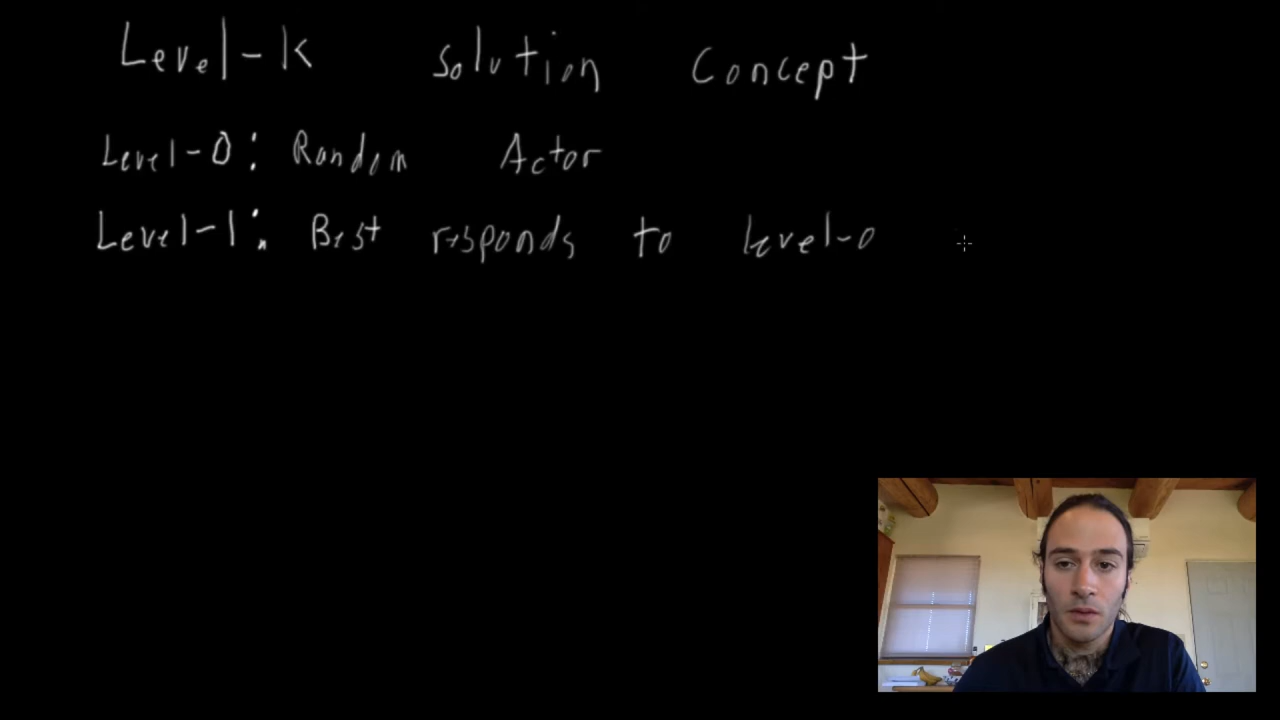 Level-K Solution Concept
Level-0: Random Actor
Level-1: Best responds to level-0